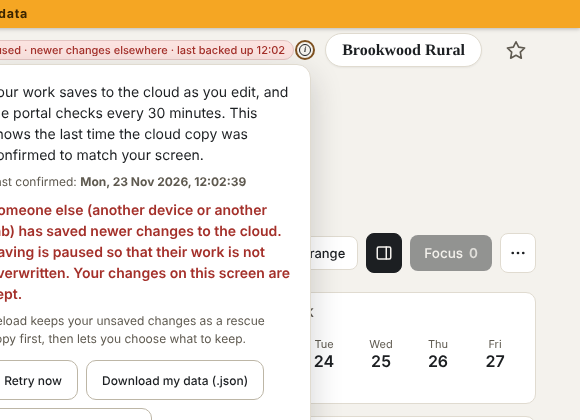 data
used · newer changes elsewhere · last backed up 12:02
Brookwood Rural
our work saves to the cloud as you edit, and
e portal checks every 30 minutes. This
hows the last time the cloud copy was
onfirmed to match your screen.
ast confirmed: Mon, 23 Nov 2026, 12:02:39
omeone else (another device or another
ab) has saved newer changes to the cloud.
aving is paused so that their work is not
verwritten. Your changes on this screen are
ept.
eload keeps your unsaved changes as a rescue
opy first, then lets you choose what to keep.
Retry now
Download my data (.json)
range
Focus 0
Tue Wed Thu Fri
24 25 26 27